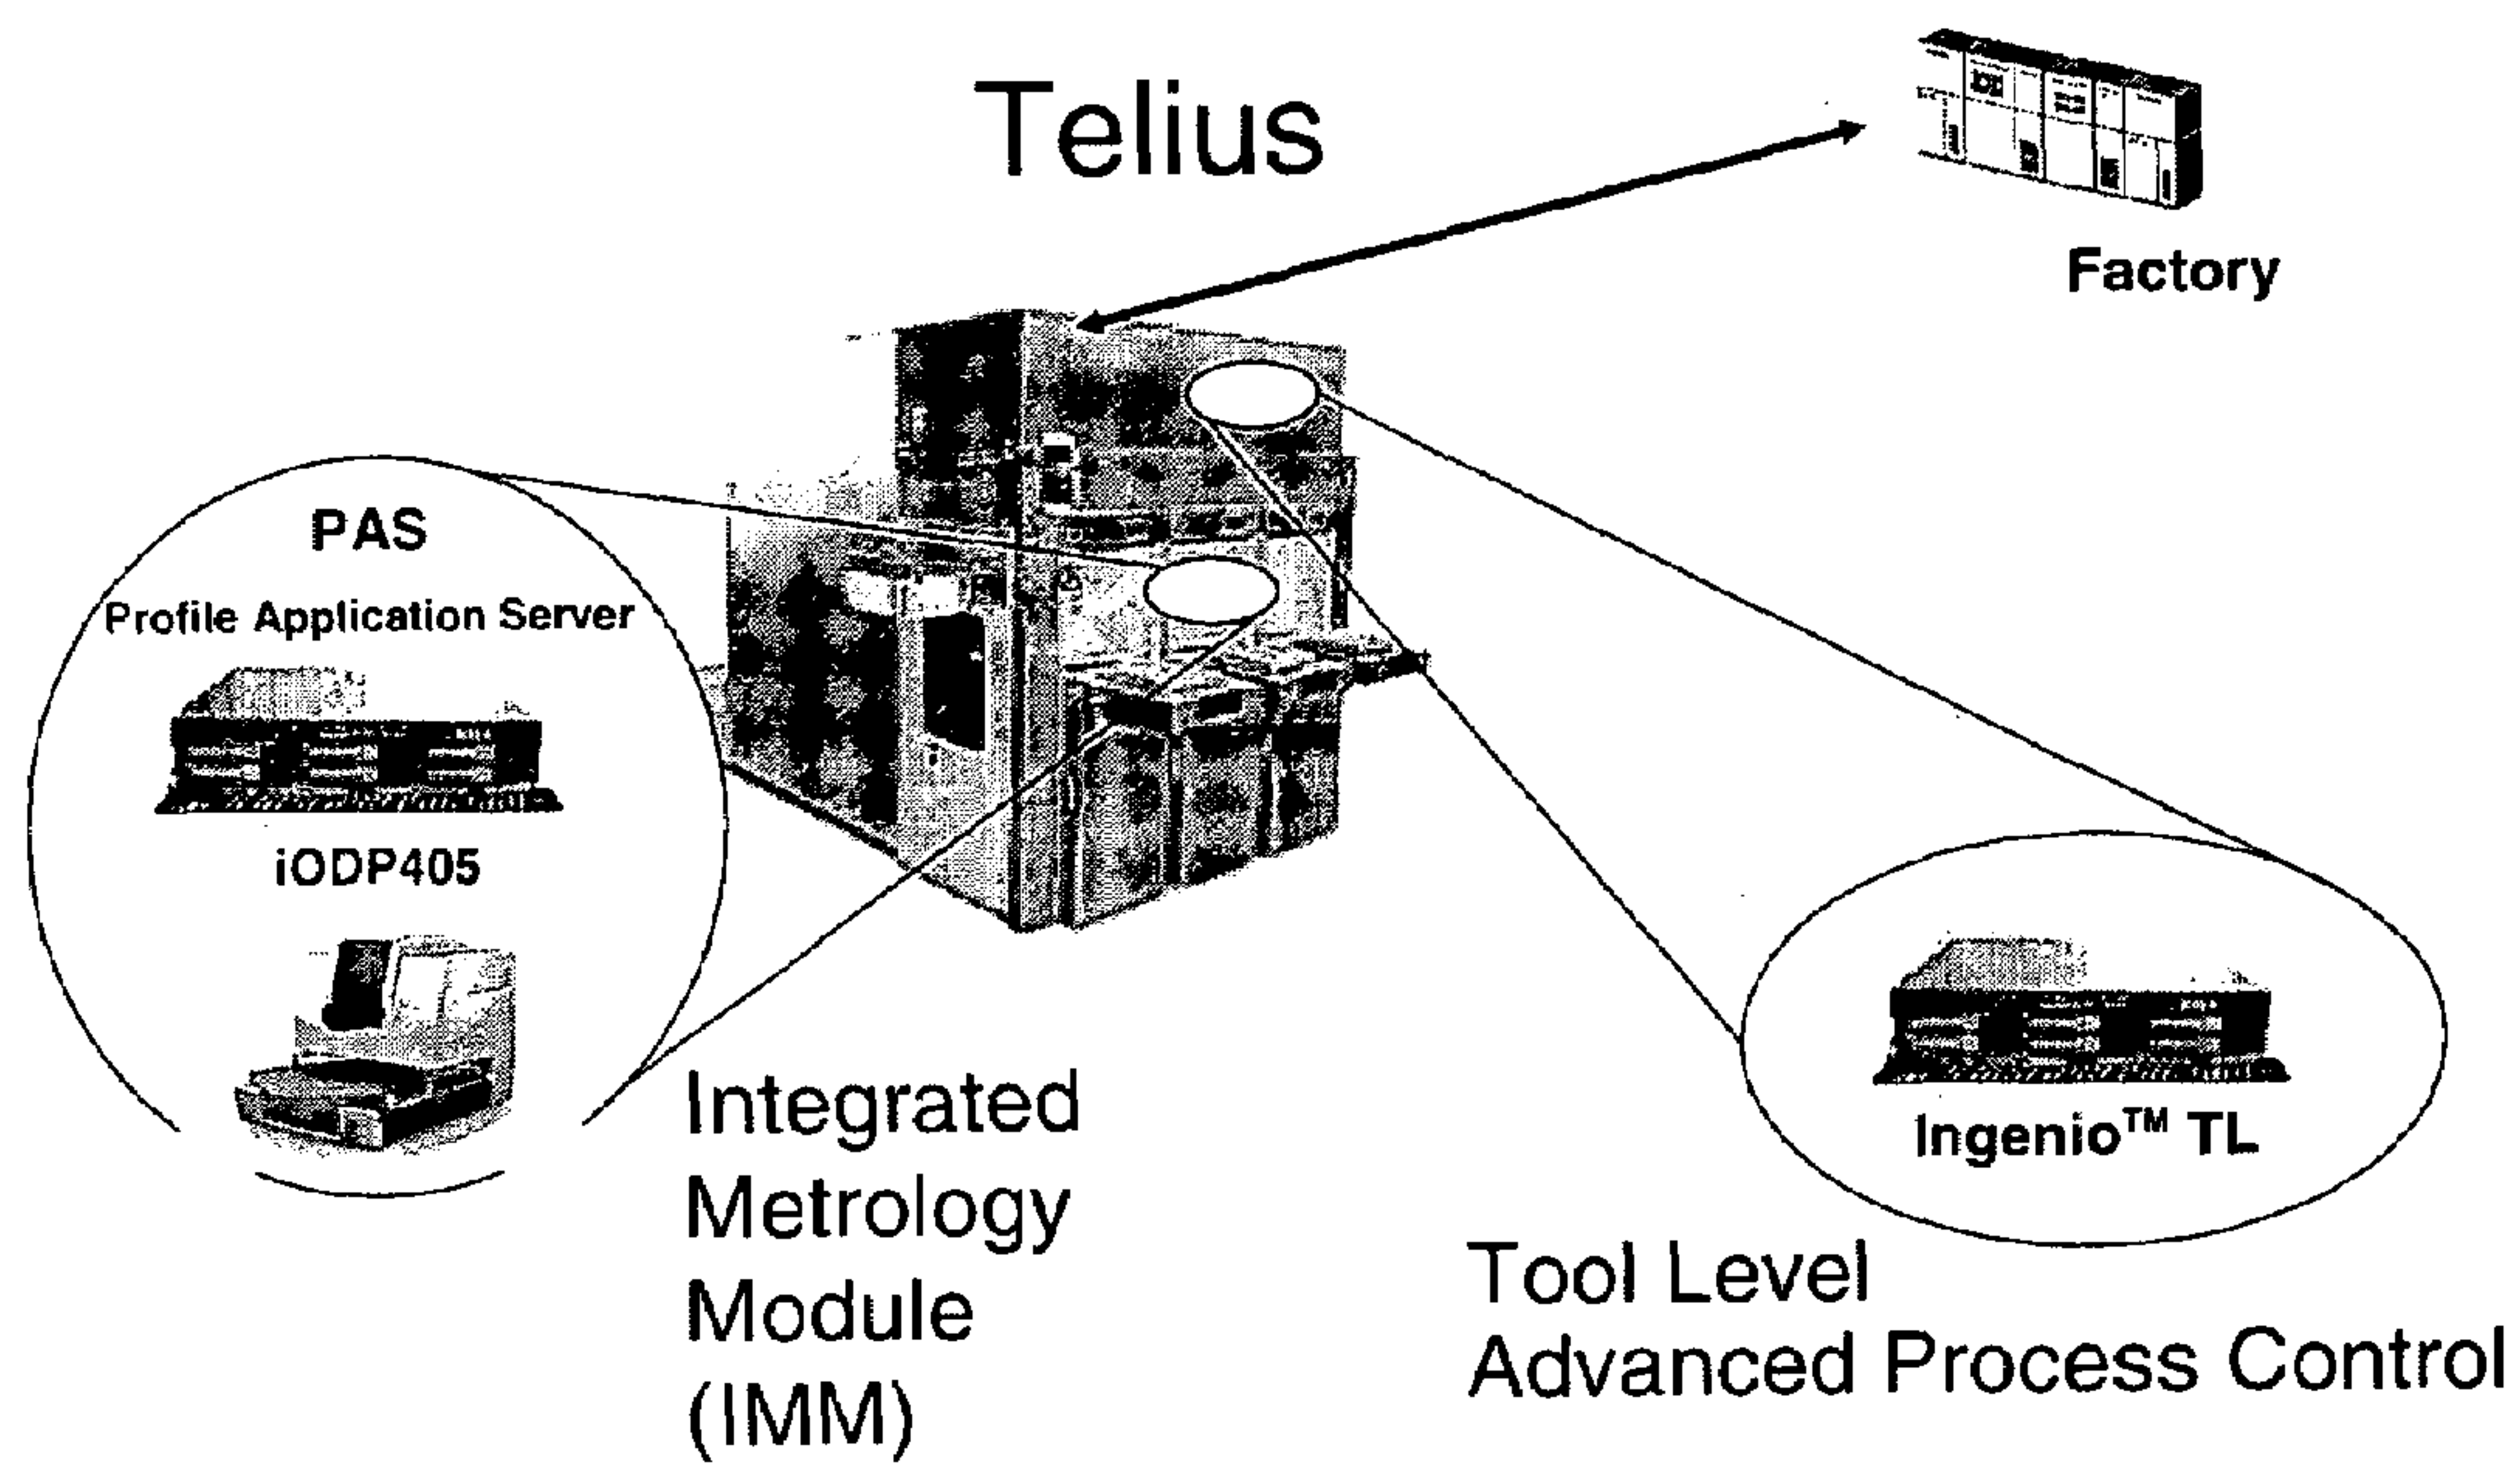 Telius
Factory
PAS
Profile Application Server
iODP405
Integrated
Metrology
Module
(IMM)
Ingenio™ TL
Tool Level
Advanced Process Control